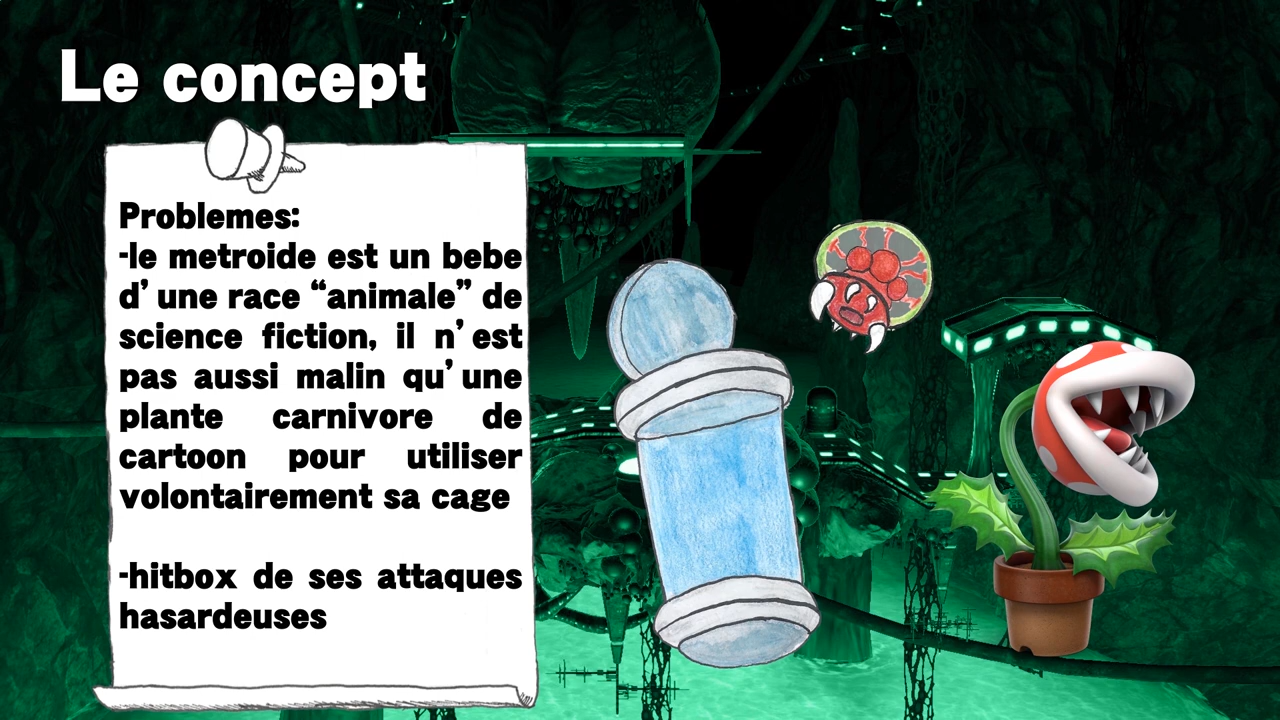 Le concept
Problemes:
-le metroide est un bebe
d’une race “animale” de
science fiction, il n’est
pas aussi malin qu’une
plante carnivore de
cartoon pour utiliser
volontairement sa cage
-hitbox de ses attaques
hasardeuses